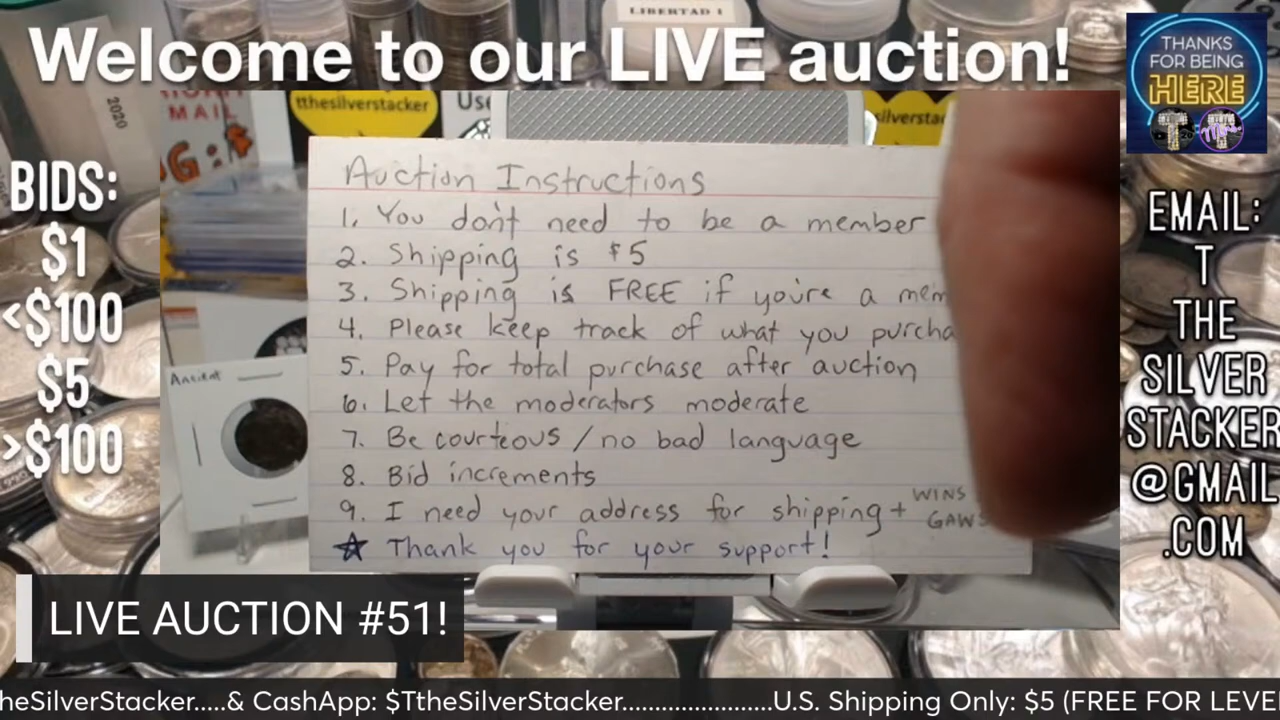 LIBERTAD 1
Welcome to our LIVE auction!
THANKS
FOR BEING
HERE
2020
MAIL
tthesilverstacker
Use
silversta
BIDS:
$1
<$100
$5
>$100
Auction Instructions
1. You don't need to be a member
2. Shipping is $5
3. Shipping is FREE if you're a mem
4. Please keep track of what you purcha
5. Pay for total purchase after auction
6. Let the moderators moderate
7. Be courteous / no bad language
8. Bid increments
9. I need your address for shipping + WINS
GAWS
Thank you for your support!
Ancient
EMAIL:
T
THE
SILVER
STACKER
@GMAIL
.COM
LIVE AUCTION #51!
heSilverStacker.....& CashApp: $TtheSilverStacker.......................U.S. Shipping Only: $5 (FREE FOR LEVE